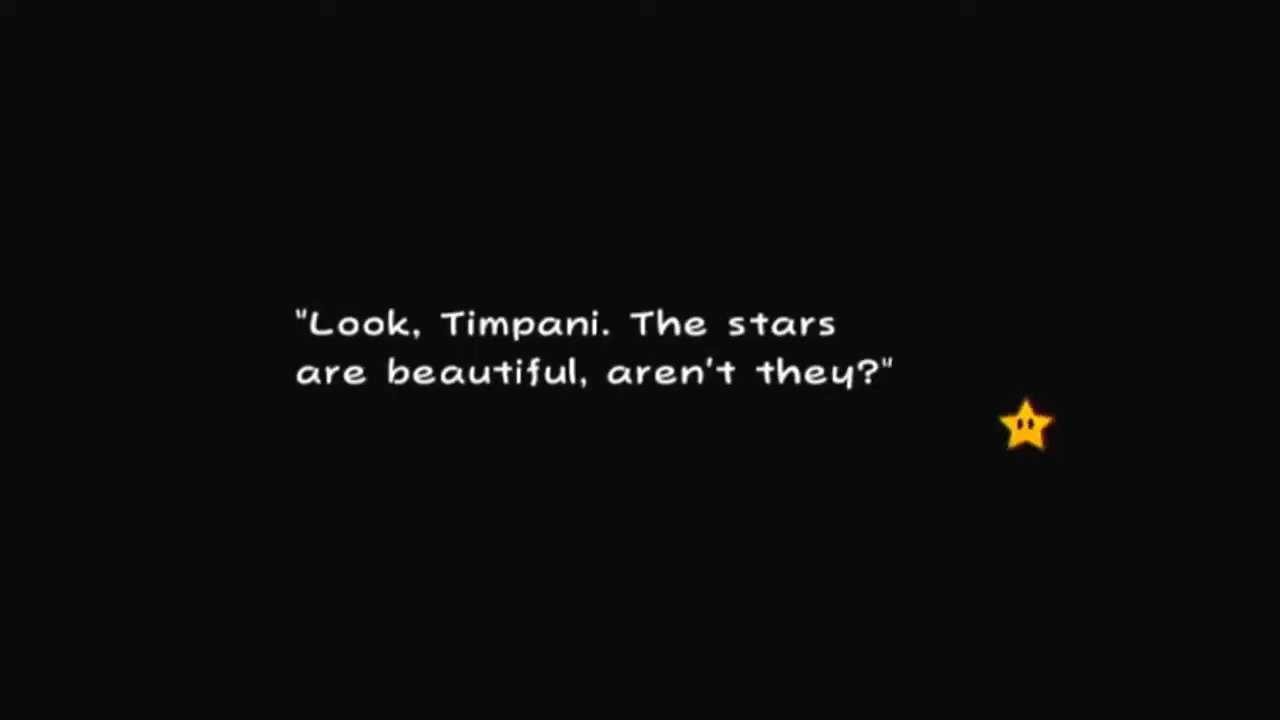 "Look, Timpani. The stars
are beautiful, aren't they?"